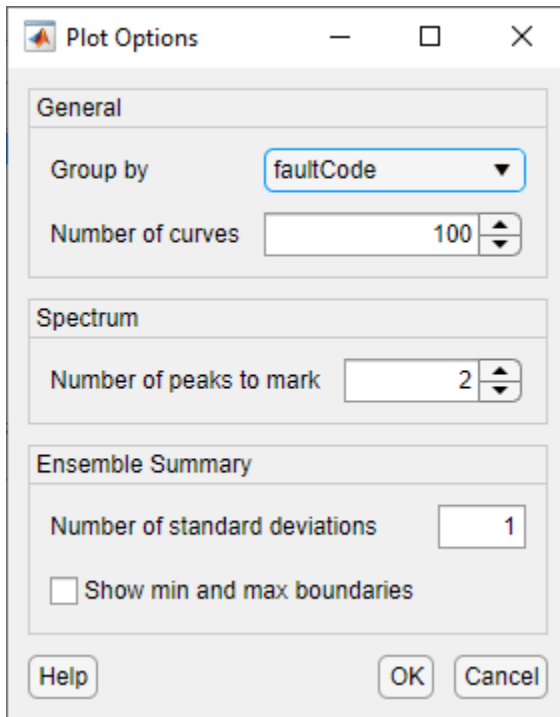 Plot Options
General
Group by faultCode
Number of curves 100
Spectrum
Number of peaks to mark 2
Ensemble Summary
Number of standard deviations 1
Show min and max boundaries
Help OK Cancel